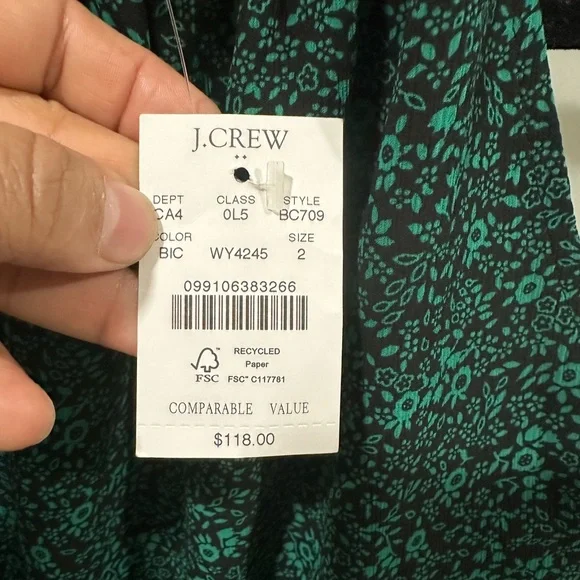 J.CREW
DEPT CLASS STYLE
CA4 0L5 BC709
COLOR SIZE
BIC WY4245 2
099106383266
RECYCLED
Paper
FSC FSC® C117781
COMPARABLE VALUE
$118.00